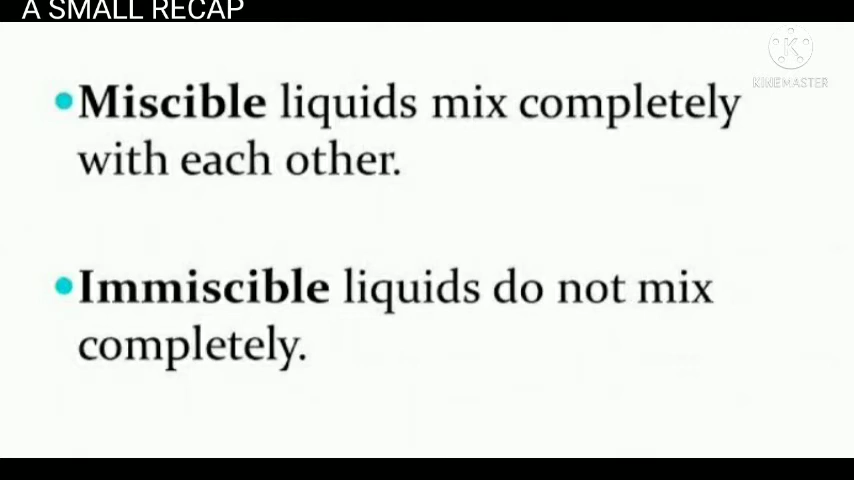 A SMALL RECAP
K
KINEMASTER
•Miscible liquids mix completely
with each other.
•Immiscible liquids do not mix
completely.